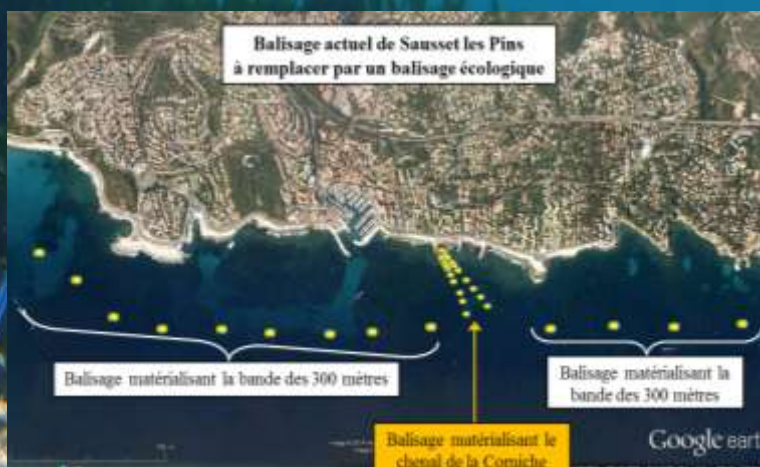 Balisage actuel de Sausset les Pins
à remplacer par un balisage écologique
Balisage matérialisant la bande des 300 mètres
Balisage matérialisant la
bande des 300 mètres
Balisage matérialisant le
chenal de la Corniche
Google eart